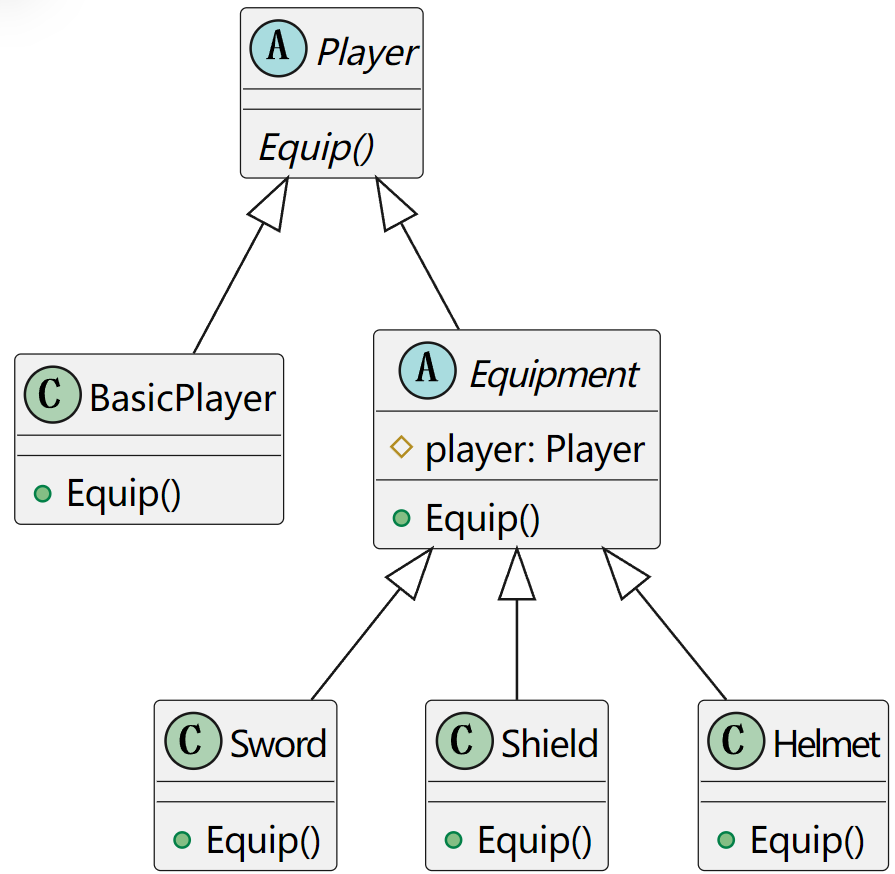 A Player
Equip()
C BasicPlayer
Equip()
A Equipment
player: Player
Equip()
C Sword
Equip()
C Shield
Equip()
C Helmet
Equip()